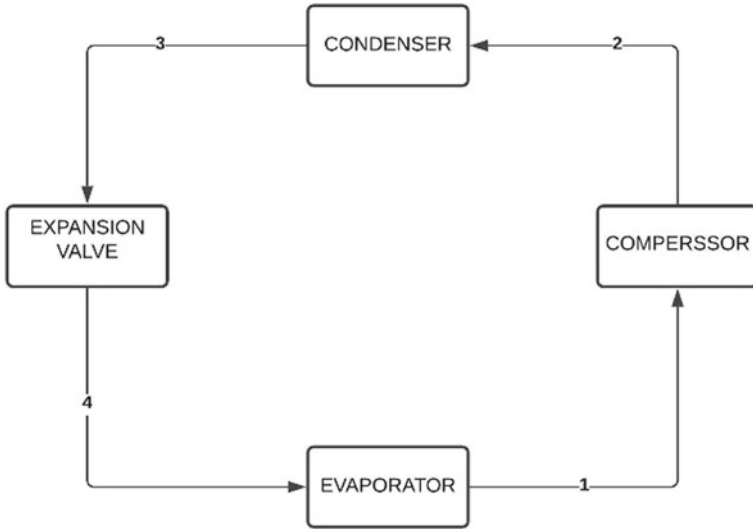 CONDENSER
3
2
EXPANSION
VALVE
COMPERSSOR
4
EVAPORATOR
1